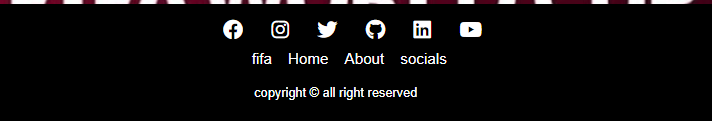 fifa Home About socials
copyright © all right reserved